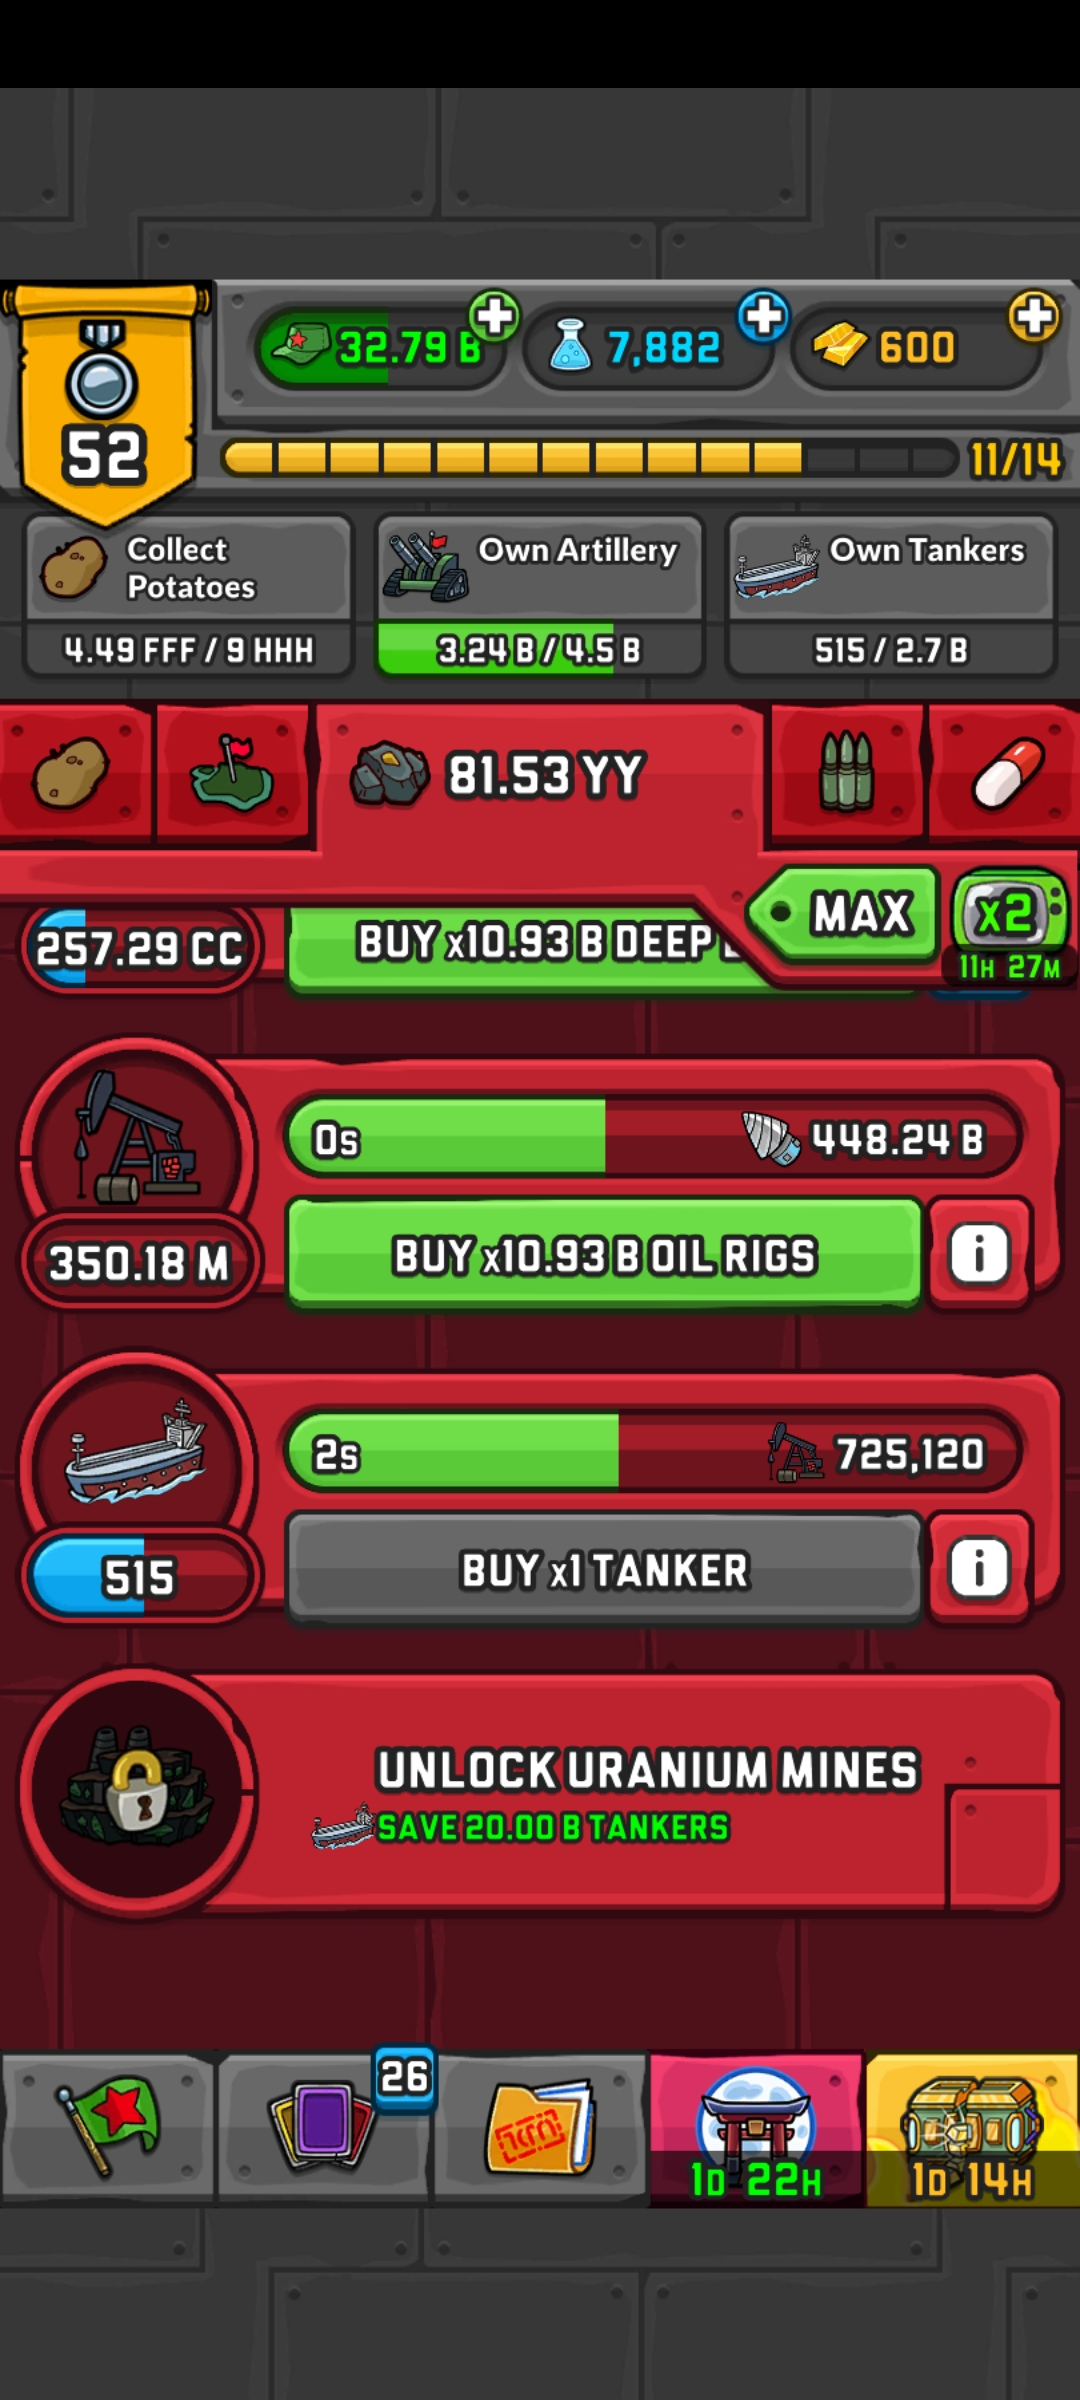 32.79 B
7,882
600
52
11/14
Collect
Potatoes
4.49 FFF / 9 HHH
Own Artillery
3.24 B / 4.5 B
Own Tankers
515 / 2.7 B
81.53 YY
MAX
x2
11H 27M
257.29 CC
BUY x10.93 B DEEP
0s
448.24 B
350.18 M
BUY x10.93 B OIL RIGS
i
2s
725,120
515
BUY x1 TANKER
i
UNLOCK URANIUM MINES
SAVE 20.00 B TANKERS
26
1D 22H
1D 14H